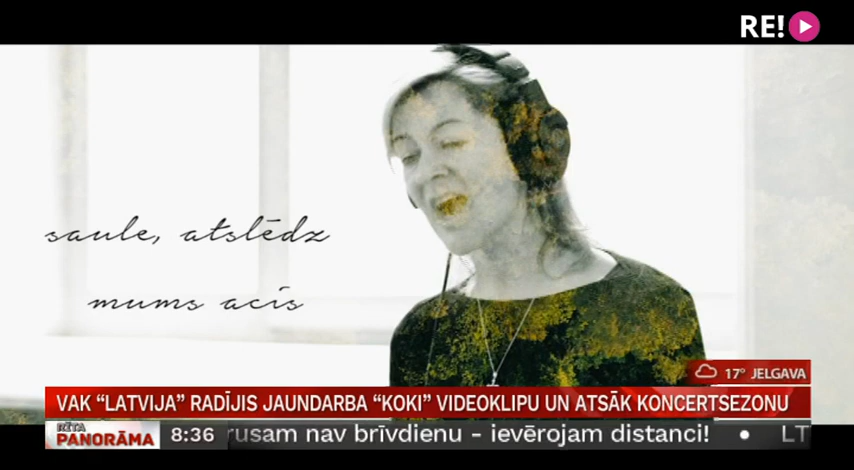 RE!
saule, atslēdz
mums acis
17° JELGAVA
VAK “LATVIJA” RADĪJIS JAUNDARBA “KOKI” VIDEOKLIPU UN ATSĀK KONCERTSEZONU
RĪTA
PANORĀMA
8:36 rusam nav brīvdienu - ievērojam distanci! • LT